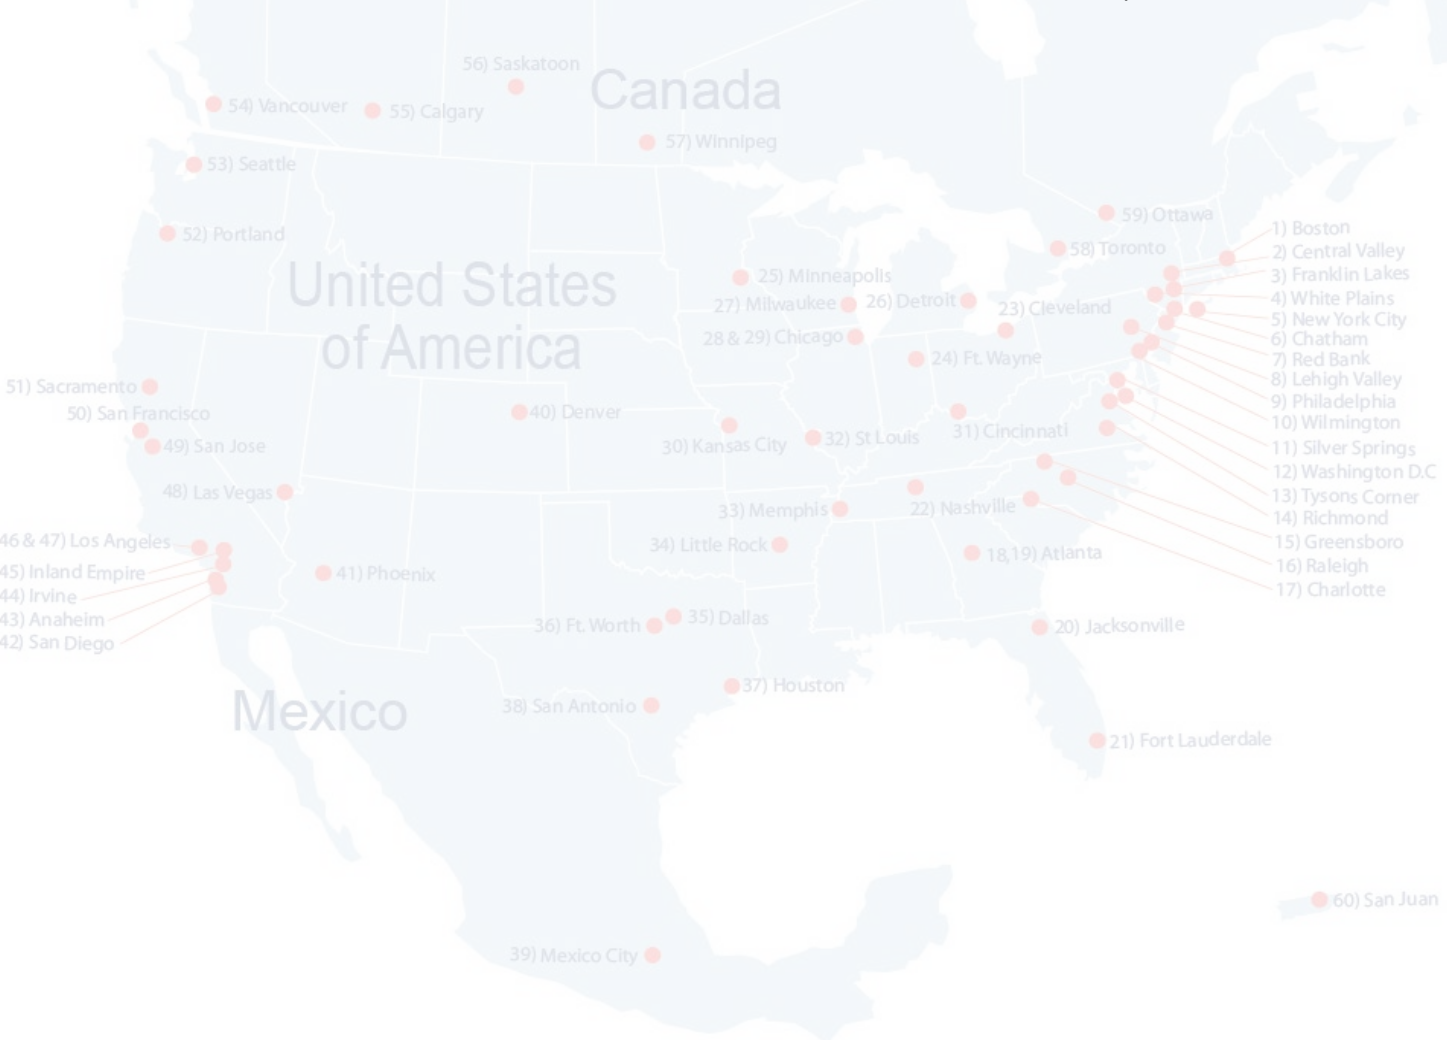 56) Saskatoon
Canada
54) Vancouver
55) Calgary
57) Winnipeg
53) Seattle
59) Ottawa
52) Portland
58) Toronto
1) Boston
2) Central Valley
3) Franklin Lakes
4) White Plains
5) New York City
6) Chatham
7) Red Bank
8) Lehigh Valley
9) Philadelphia
10) Wilmington
11) Silver Springs
12) Washington D.C
13) Tysons Corner
14) Richmond
15) Greensboro
16) Raleigh
17) Charlotte
United States
of America
25) Minneapolis
27) Milwaukee
26) Detroit
23) Cleveland
28 & 29) Chicago
24) Ft. Wayne
51) Sacramento
50) San Francisco
40) Denver
49) San Jose
30) Kansas City
32) St Louis
31) Cincinnati
48) Las Vegas
33) Memphis
22) Nashville
46 & 47) Los Angeles
34) Little Rock
18,19) Atlanta
45) Inland Empire
41) Phoenix
44) Irvine
43) Anaheim
42) San Diego
36) Ft. Worth
35) Dallas
20) Jacksonville
37) Houston
38) San Antonio
Mexico
21) Fort Lauderdale
60) San Juan
39) Mexico City